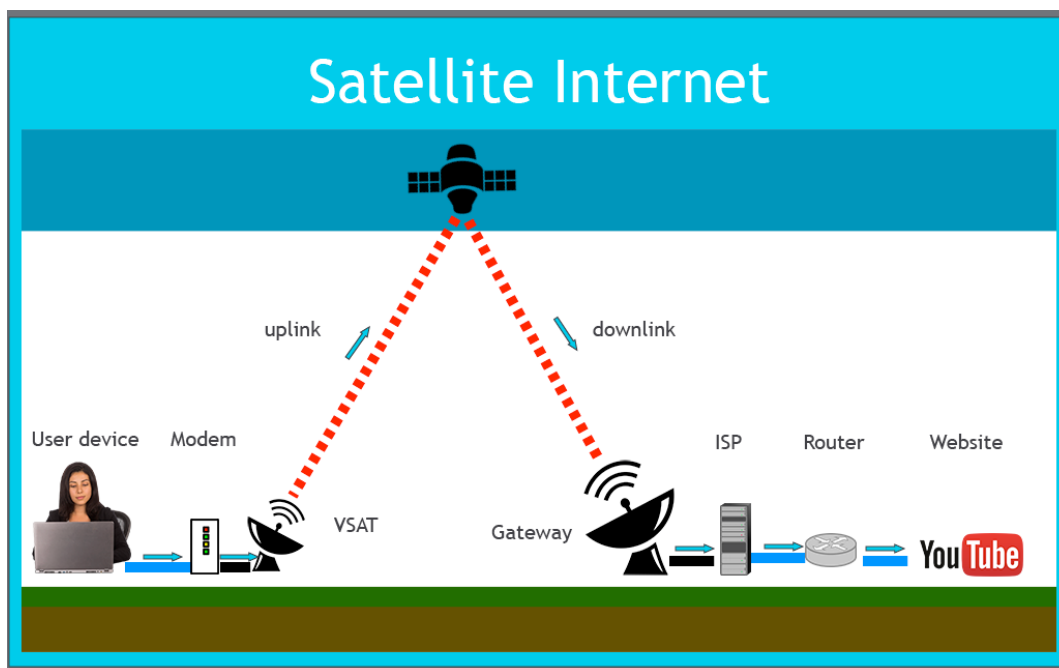 Satellite Internet
uplink
downlink
User device
Modem
ISP
Router
Website
VSAT
Gateway
YouTube